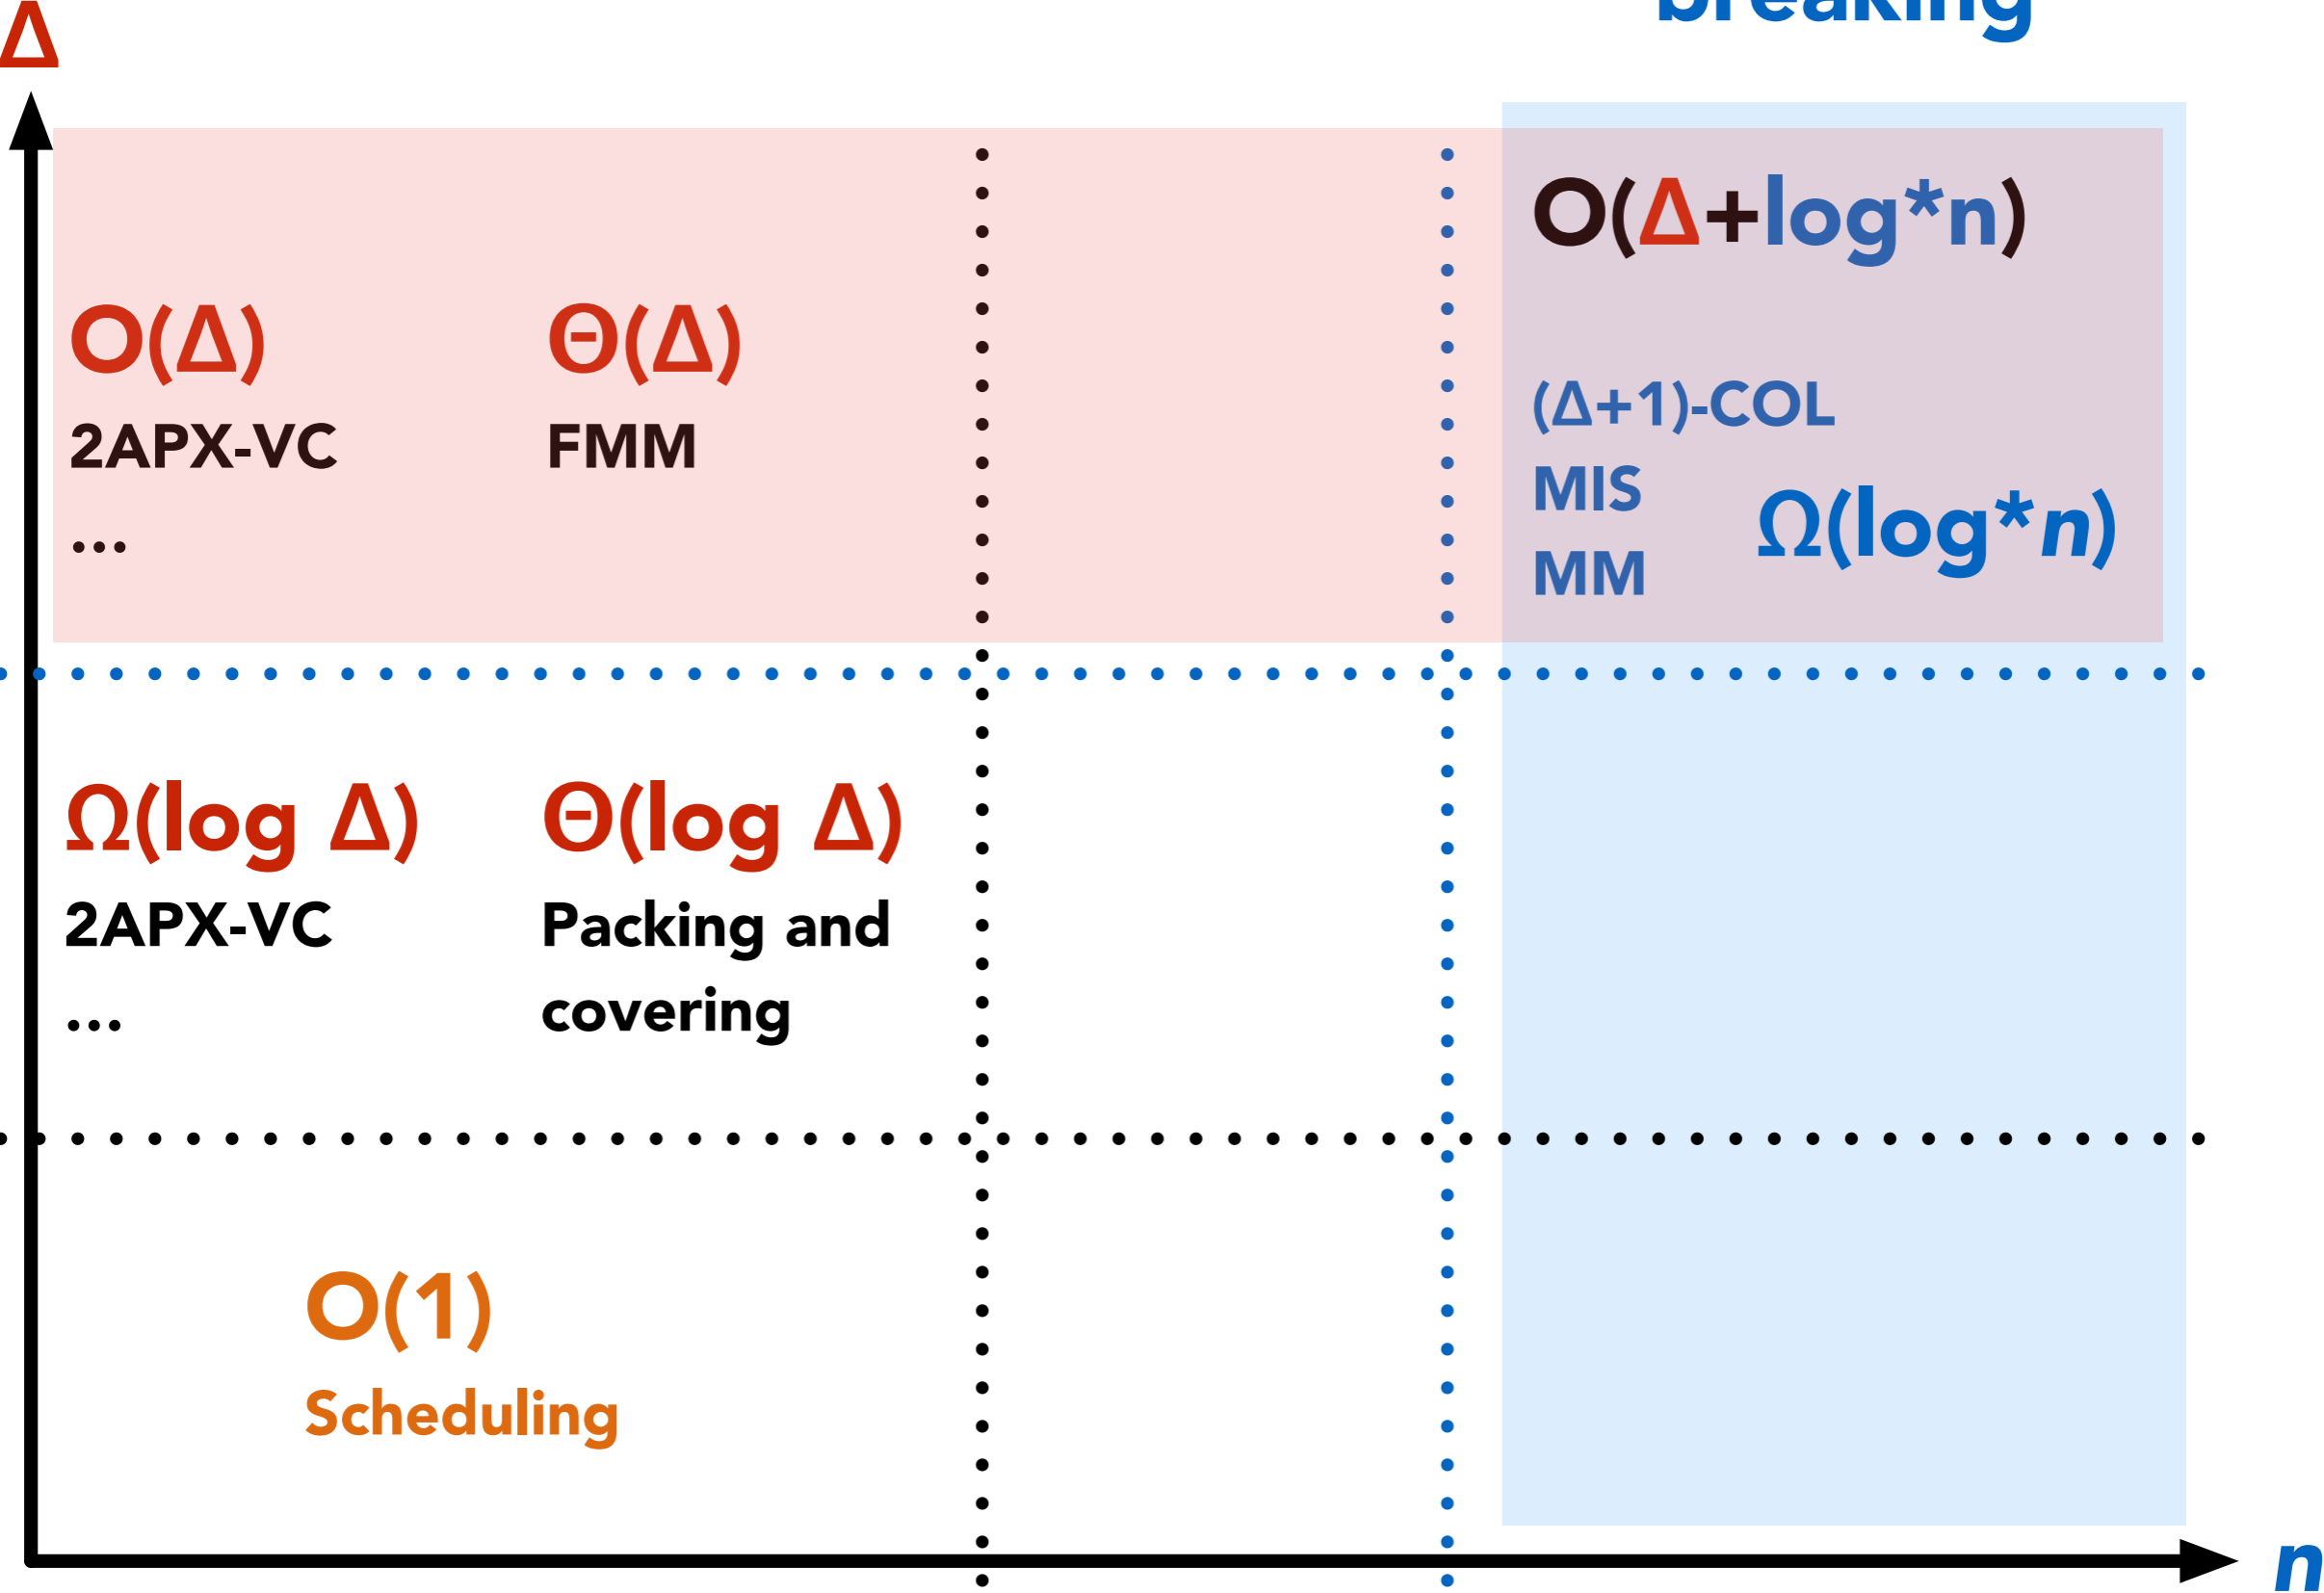 breaking
Δ
O(Δ+log*n)
O(Δ)
Θ(Δ)
2APX-VC
FMM
...
(Δ+1)-COL
MIS
Ω(log*n)
MM
Ω(log Δ)
Θ(log Δ)
2APX-VC
Packing and
...
covering
O(1)
Scheduling
n